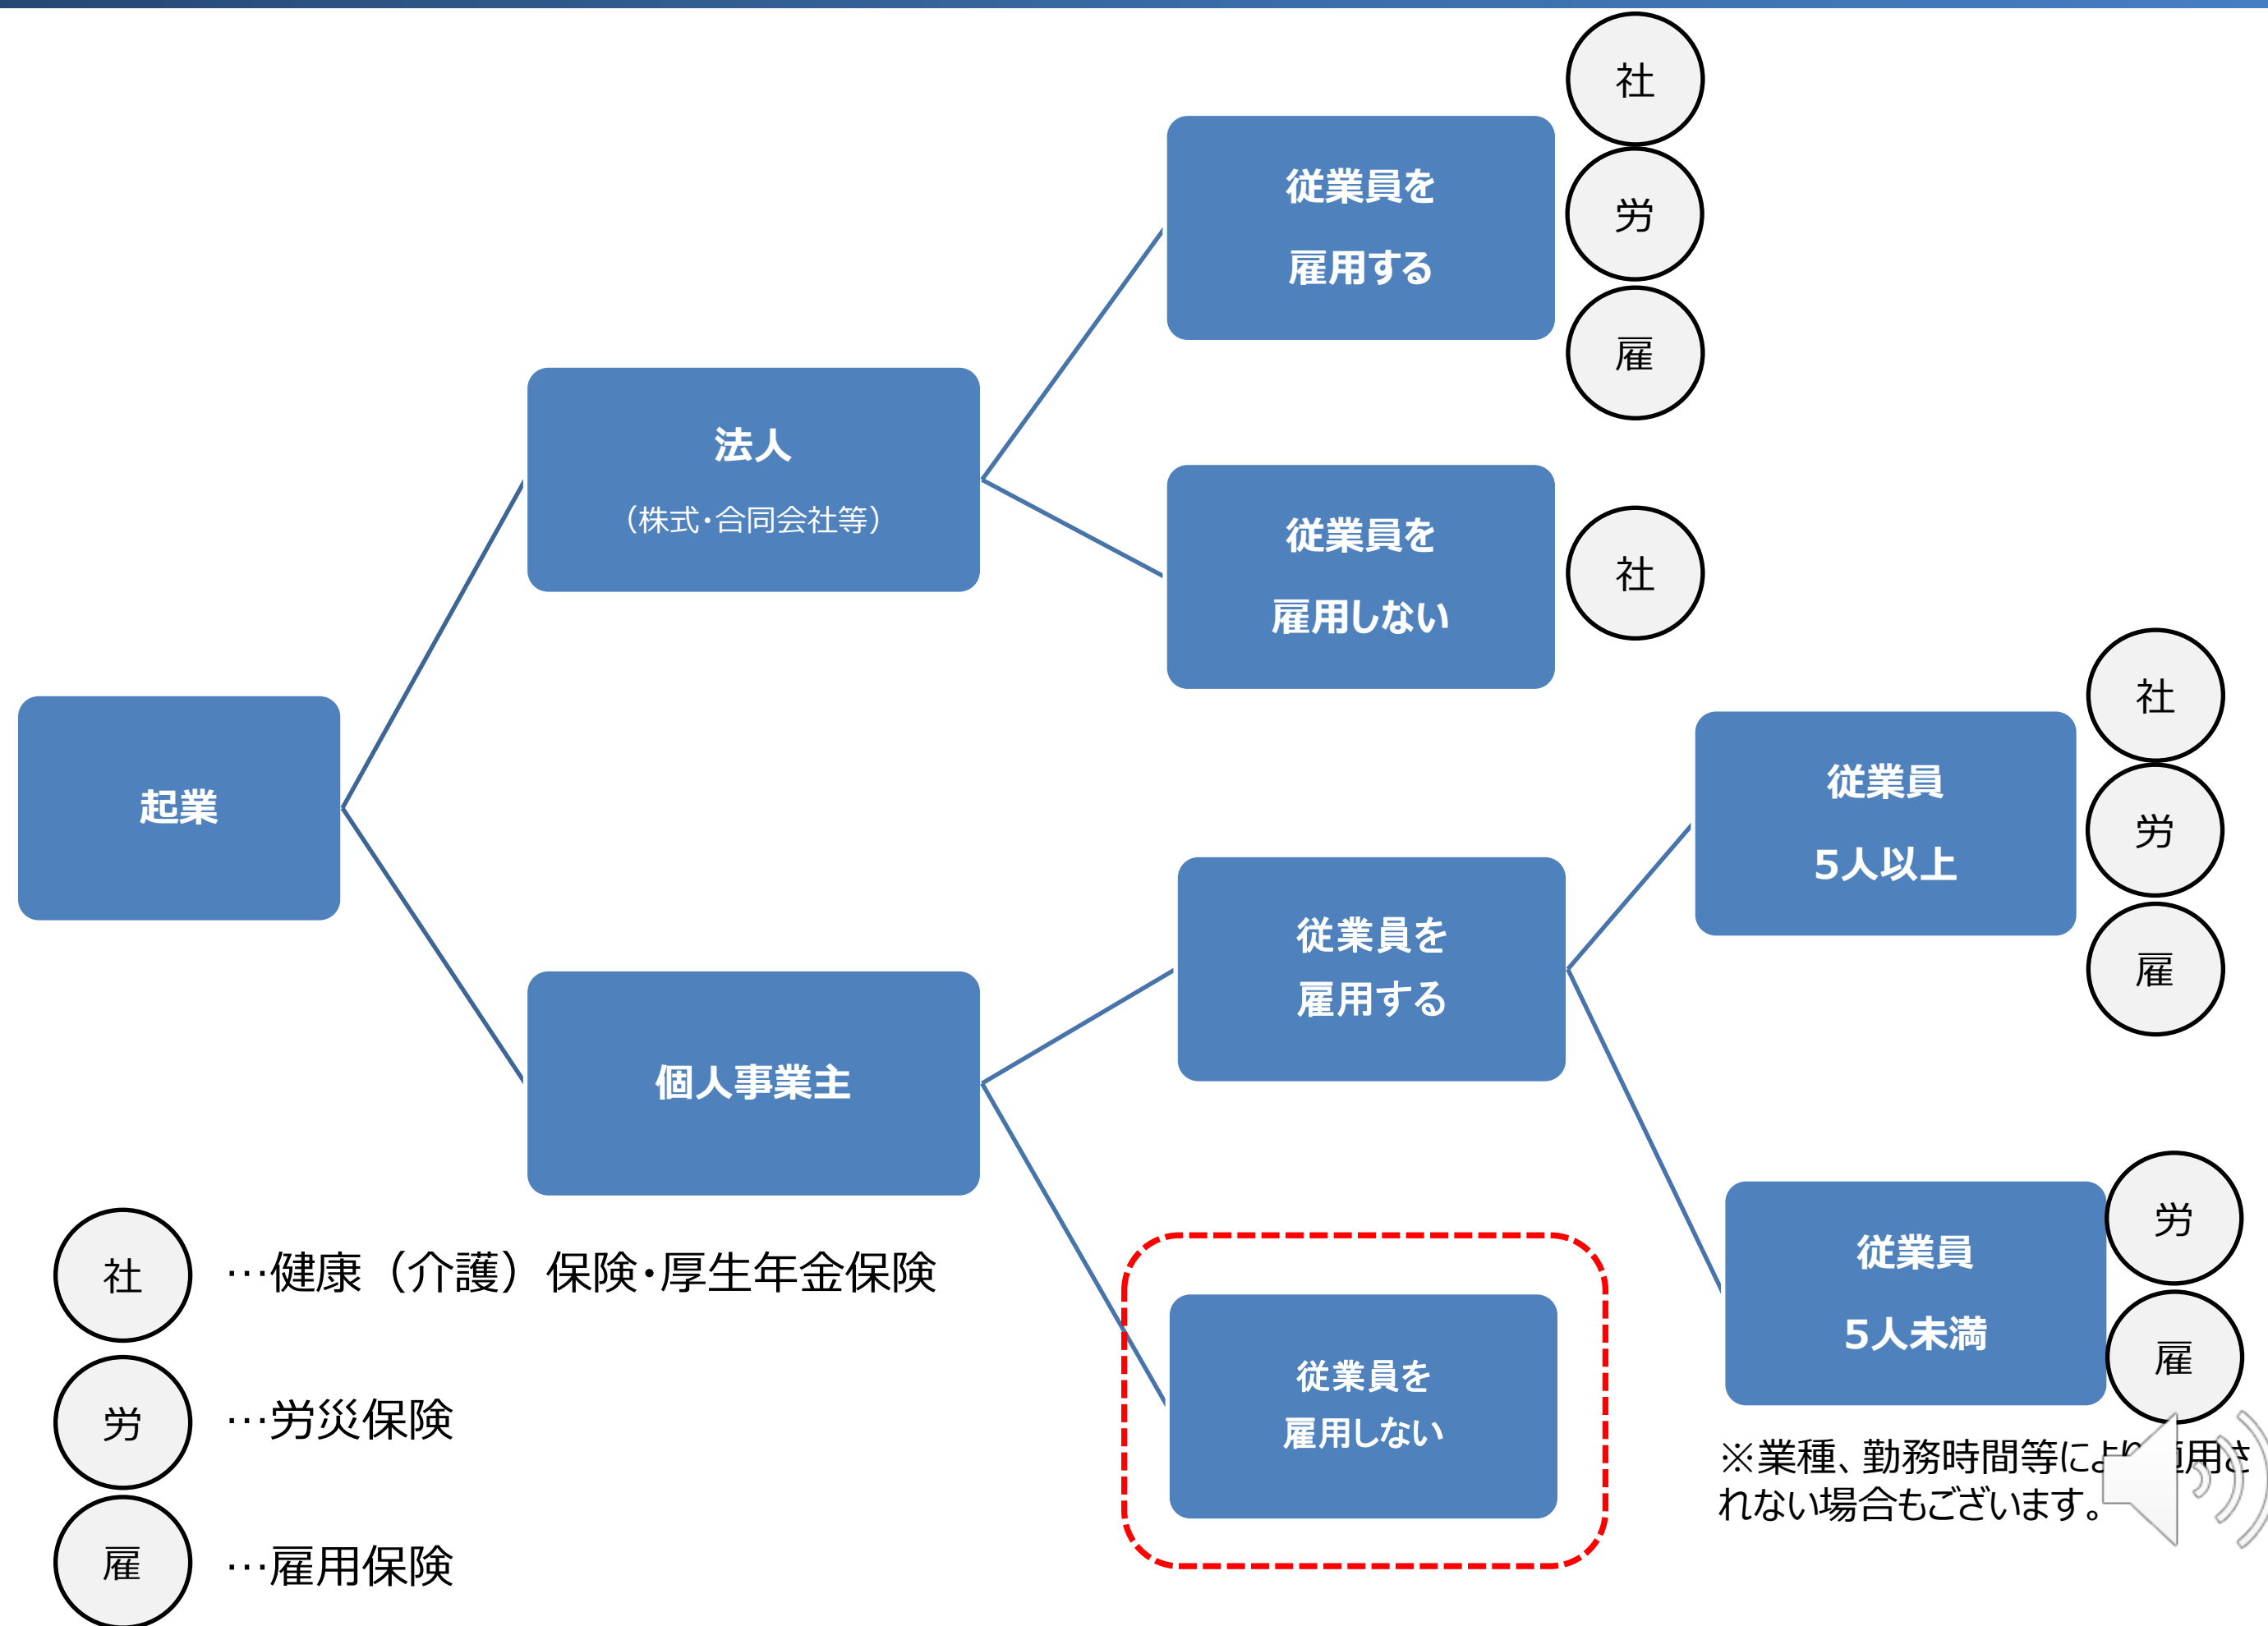 社
労
雇
従業員を
雇用する
法人
（株式・合同会社等）
従業員を
雇用しない
社
起業
従業員
5人以上
社
労
雇
従業員を
雇用する
個人事業主
従業員
5人未満
労
雇
従業員を
雇用しない
※業種、勤務時間等により適用さ
れない場合もございます。
社
…健康（介護）保険・厚生年金保険
労
…労災保険
雇
…雇用保険